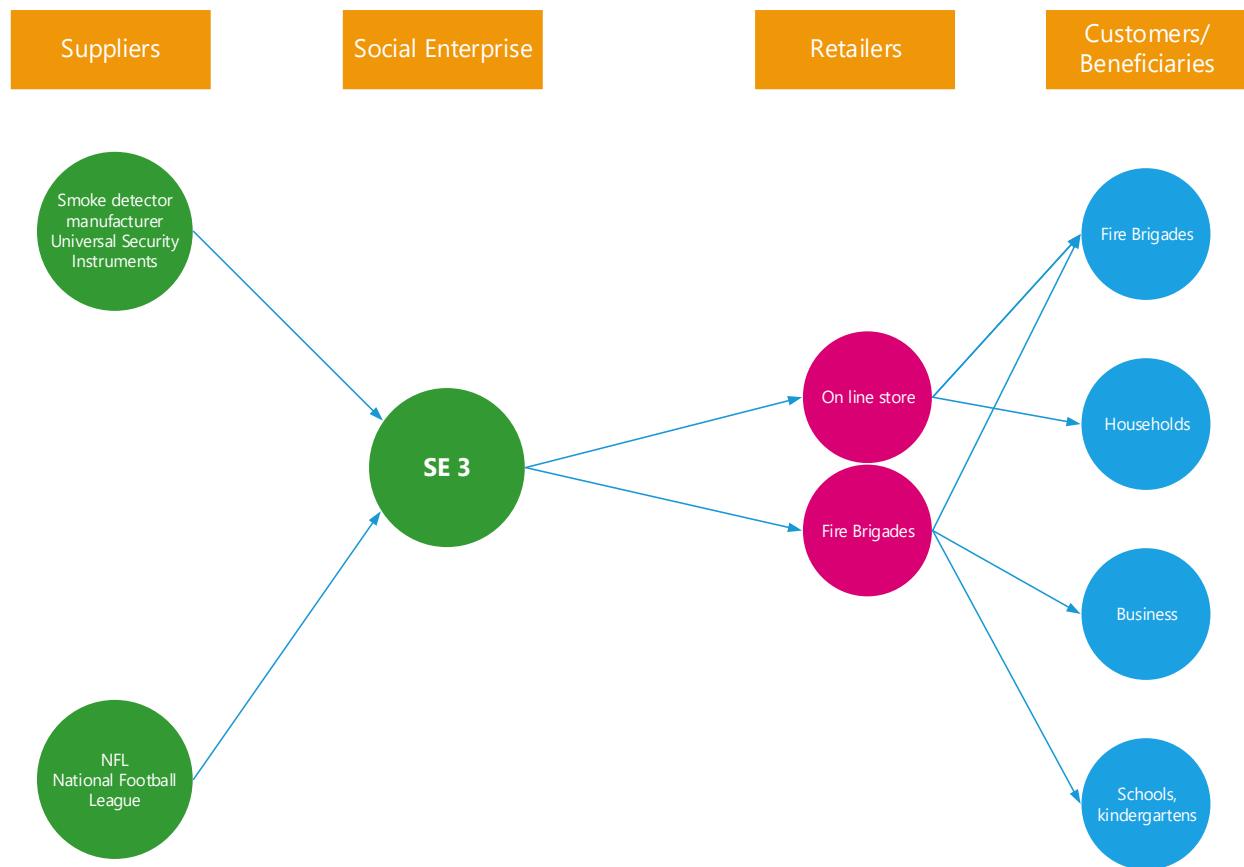 Suppliers
Social Enterprise
Retailers
Customers/
Beneficiaries
Smoke detector
manufacturer
Universal Security
Instruments
NFL
National Football
League
SE 3
On line store
Fire Brigades
Fire Brigades
Households
Business
Schools,
kindergartens